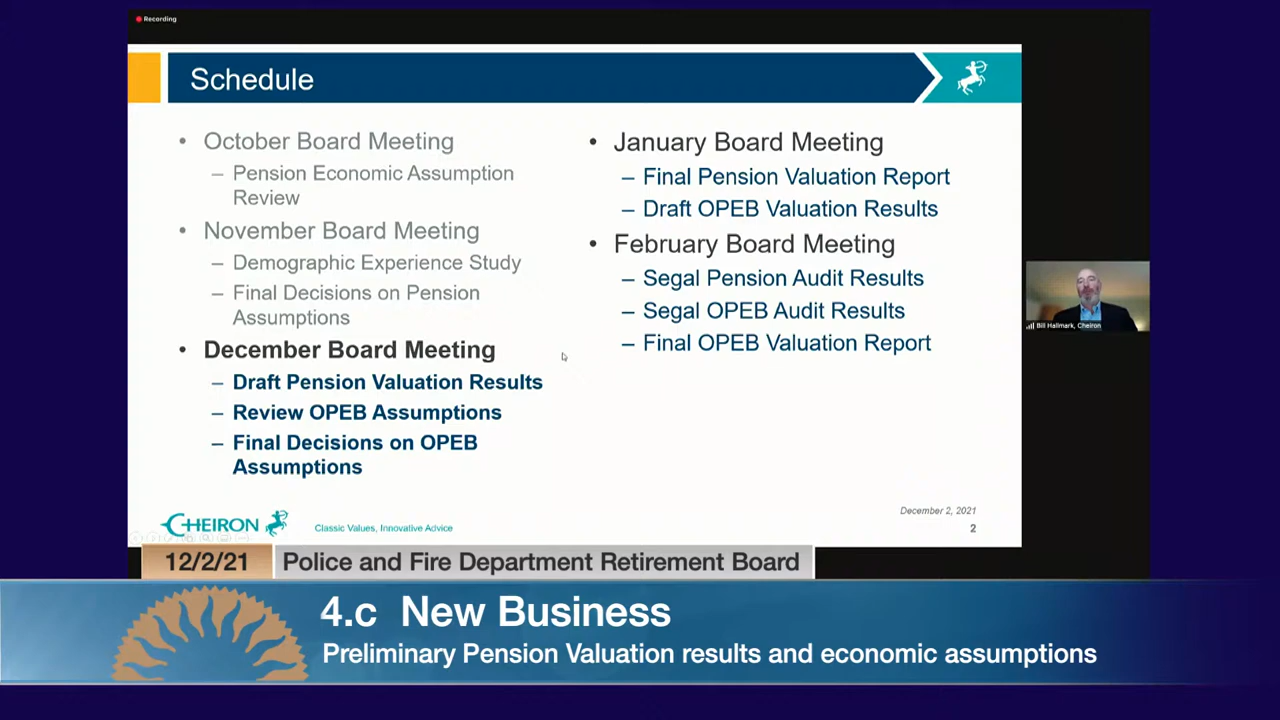 Recording
Schedule
• October Board Meeting
– Pension Economic Assumption
Review
• November Board Meeting
– Demographic Experience Study
– Final Decisions on Pension
Assumptions
• December Board Meeting
– Draft Pension Valuation Results
– Review OPEB Assumptions
– Final Decisions on OPEB
Assumptions
• January Board Meeting
– Final Pension Valuation Report
– Draft OPEB Valuation Results
• February Board Meeting
– Segal Pension Audit Results
– Segal OPEB Audit Results
– Final OPEB Valuation Report
Bill Hallmark, Cheiron
CHEIRON
Classic Values, Innovative Advice
December 2, 2021
2
12/2/21
Police and Fire Department Retirement Board
4.c New Business
Preliminary Pension Valuation results and economic assumptions